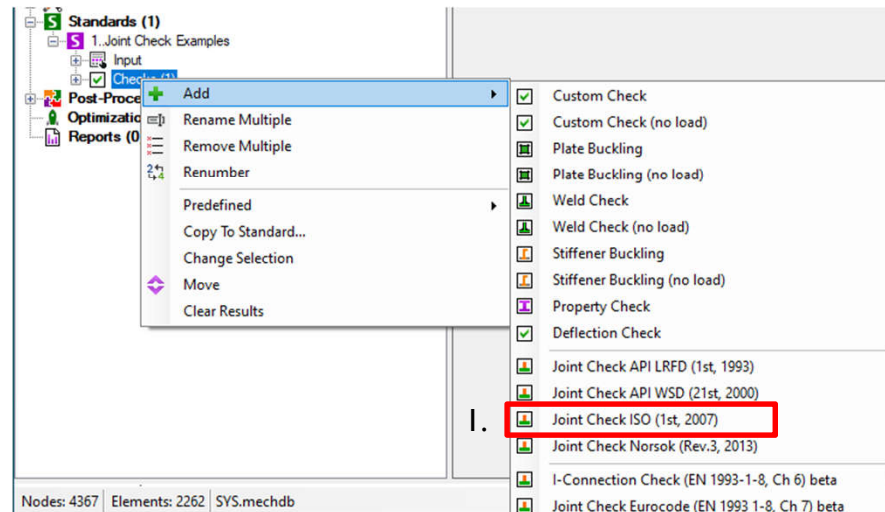 Standards (1)
1..Joint Check Examples
Input
Checks (1)
Post-Proce
Optimizatio
Reports (0
Add
Rename Multiple
Remove Multiple
Renumber
Predefined
Copy To Standard...
Change Selection
Move
Clear Results
Custom Check
Custom Check (no load)
Plate Buckling
Plate Buckling (no load)
Weld Check
Weld Check (no load)
Stiffener Buckling
Stiffener Buckling (no load)
Property Check
Deflection Check
Joint Check API LRFD (1st, 1993)
Joint Check API WSD (21st, 2000)
1. Joint Check ISO (1st, 2007)
Joint Check Norsok (Rev.3, 2013)
I-Connection Check (EN 1993-1-8, Ch 6) beta
Joint Check Eurocode (EN 1993 1-8, Ch 7) beta
Nodes: 4367 Elements: 2262 SYS.mechdb